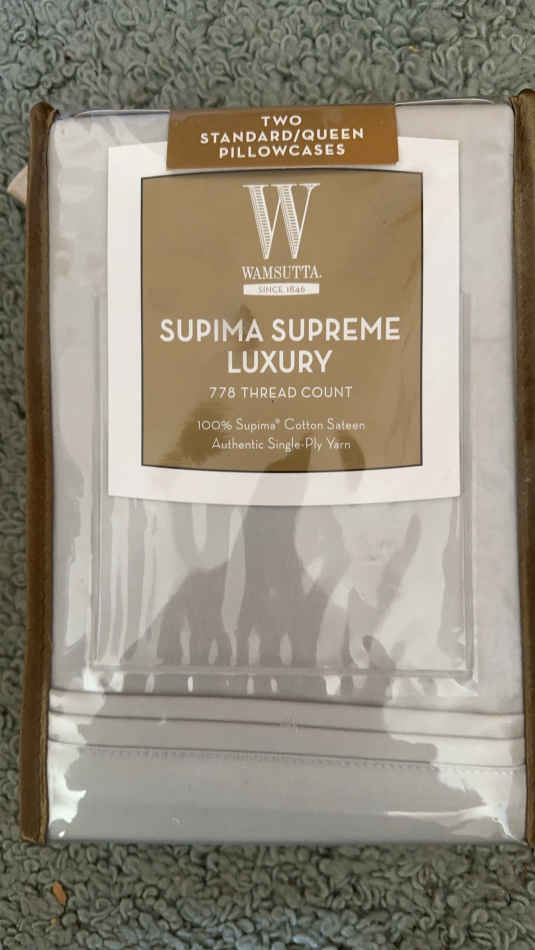 TWO
STANDARD/QUEEN
PILLOWCASES
W
WAMSUTTA.
SINCE 1846
SUPIMA SUPREME
LUXURY
778 THREAD COUNT
100% Supima® Cotton Sateen
Authentic Single-Ply Yarn